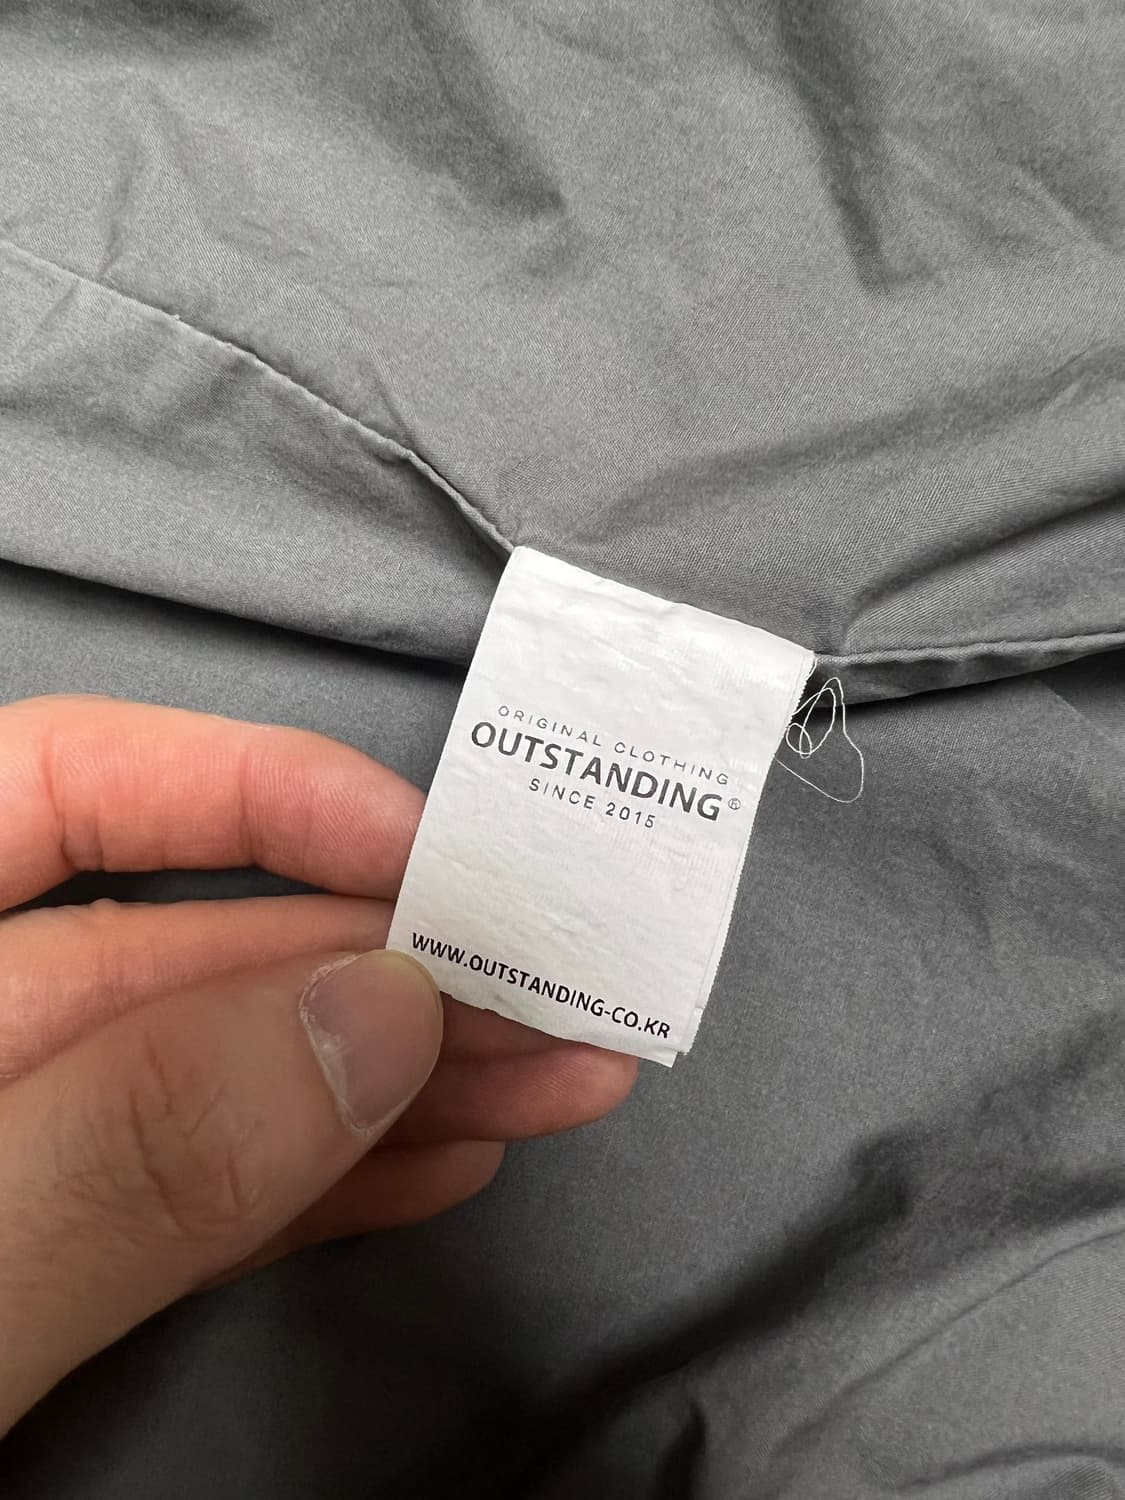 ORIGINAL CLOTHING
OUTSTANDING®
SINCE 2015
WWW.OUTSTANDING-CO.KR